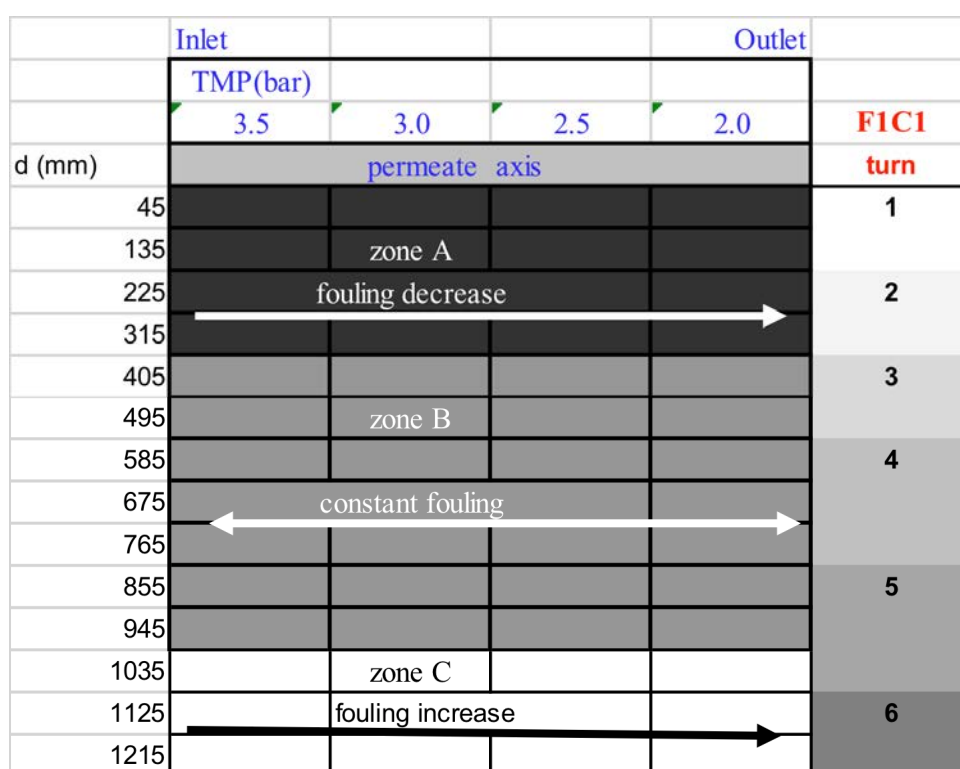 Inlet Outlet
TMP(bar)
3.5 3.0 2.5 2.0 F1C1
d (mm) permeate axis turn
45 1
135 zone A
225 fouling decrease 2
315
405 3
495 zone B
585 4
675 constant fouling
765
855 5
945
1035 zone C
1125 fouling increase 6
1215